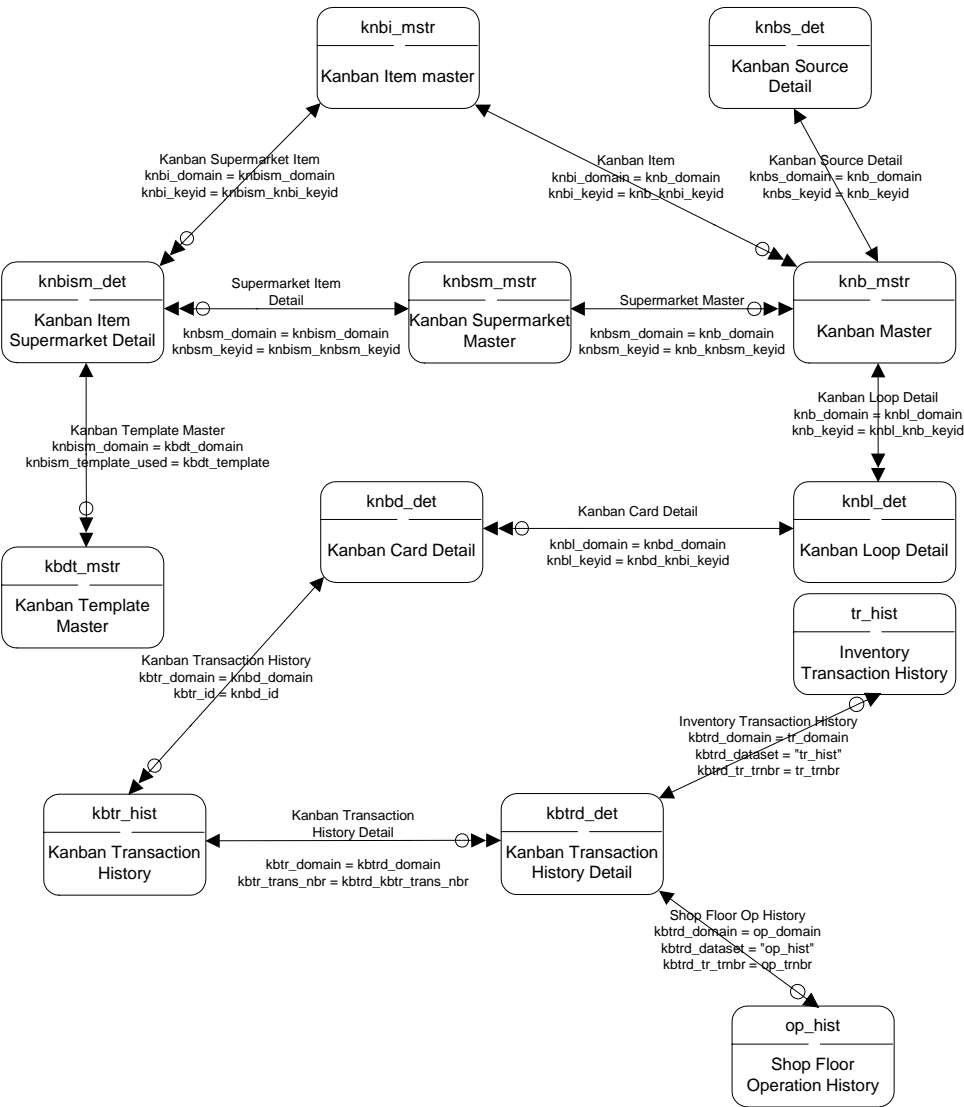 knbi_mstr
Kanban Item master
knbs_det
Kanban Source
Detail
Kanban Supermarket Item
knbi_domain = knbism_domain
knbi_keyid = knbism_knbi_keyid
Kanban Item
knbi_domain = knb_domain
knbi_keyid = knb_knbi_keyid
Kanban Source Detail
knbs_domain = knb_domain
knbs_keyid = knb_keyid
knbism_det
Kanban Item
Supermarket Detail
Supermarket Item
Detail
knbsm_domain = knbism_domain
knbsm_keyid = knbism_knbsm_keyid
knbsm_mstr
Kanban Supermarket
Master
Supermarket Master
knbsm_domain = knb_domain
knbsm_keyid = knb_knbsm_keyid
knb_mstr
Kanban Master
Kanban Template Master
knbism_domain = kbdt_domain
knbism_template_used = kbdt_template
Kanban Loop Detail
knb_domain = knbl_domain
knb_keyid = knbl_knb_keyid
kbdt_mstr
Kanban Template
Master
knbd_det
Kanban Card Detail
Kanban Card Detail
knbl_domain = knbd_domain
knbl_keyid = knbd_knbi_keyid
knbl_det
Kanban Loop Detail
tr_hist
Inventory
Transaction History
Kanban Transaction History
kbtr_domain = knbd_domain
kbtr_id = knbd_id
Inventory Transaction History
kbtrd_domain = tr_domain
kbtrd_dataset = "tr_hist"
kbtrd_tr_trnbr = tr_trnbr
kbtr_hist
Kanban Transaction
History
Kanban Transaction
History Detail
kbtr_domain = kbtrd_domain
kbtr_trans_nbr = kbtrd_kbtr_trans_nbr
kbtrd_det
Kanban Transaction
History Detail
Shop Floor Op History
kbtrd_domain = op_domain
kbtrd_dataset = "op_hist"
kbtrd_tr_trnbr = op_trnbr
op_hist
Shop Floor
Operation History